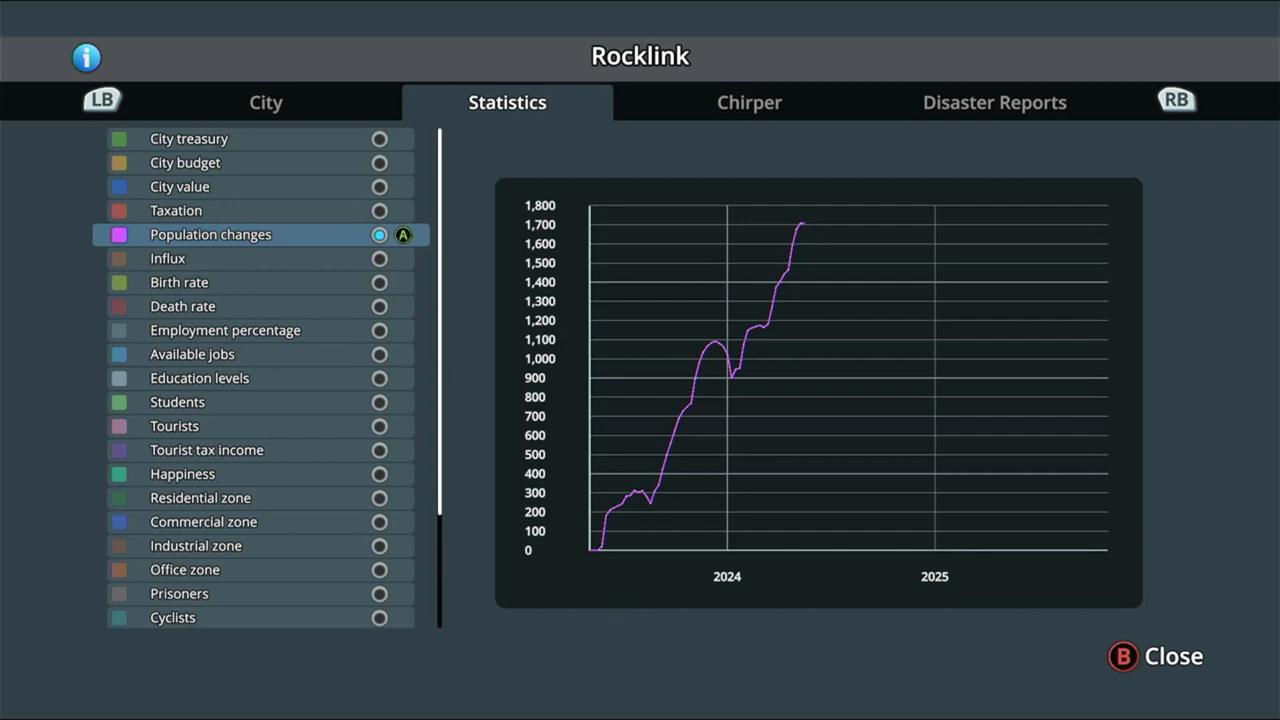 i
Rocklink
LB
City
Statistics
Chirper
Disaster Reports
RB
City treasury
City budget
City value
Taxation
Population changes
A
Influx
Birth rate
Death rate
Employment percentage
Available jobs
Education levels
Students
Tourists
Tourist tax income
Happiness
Residential zone
Commercial zone
Industrial zone
Office zone
Prisoners
Cyclists
1,800
1,700
1,600
1,500
1,400
1,300
1,200
1,100
1,000
900
800
700
600
500
400
300
200
100
0
2024
2025
B Close